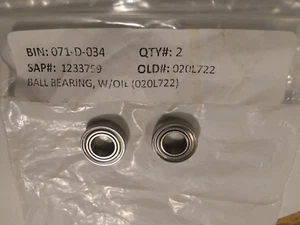 BIN: 071-D-034 QTY#: 2
SAP#: 1233759 OLD#: 020L722
BALL BEARING, W/OIL (020L722)